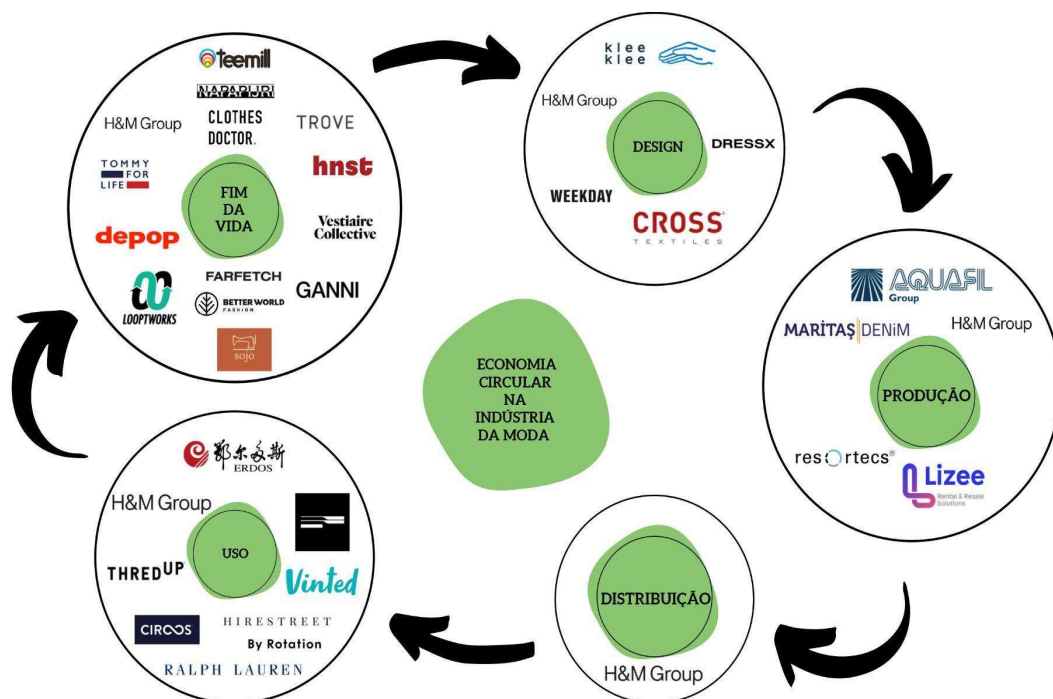 teemill
NAPAPIJRI
H&M Group
CLOTHES
DOCTOR.
TROVE
TOMMY
FOR
LIFE
hnst
FIM
DA
VIDA
depop
Vestiaire
Collective
LOOPTWORKS
FARFETCH
BETTER WORLD
FASHION
GANNI
sojo
klee
klee
H&M Group
DESIGN
DRESSX
WEEKDAY
CROSS
TEXTILES
AQUAFIL
Group
MARİTAŞ DENiM
H&M Group
PRODUÇÃO
resortecs®
Lizee
Rental & Resale
Solutions
ECONOMIA
CIRCULAR
NA
INDÚSTRIA
DA MODA
DISTRIBUIÇÃO
H&M Group
鄂尔多斯
ERDOS
H&M Group
USO
THREDUP
Vinted
CIRCOS
HIRESTREET
By Rotation
RALPH LAUREN